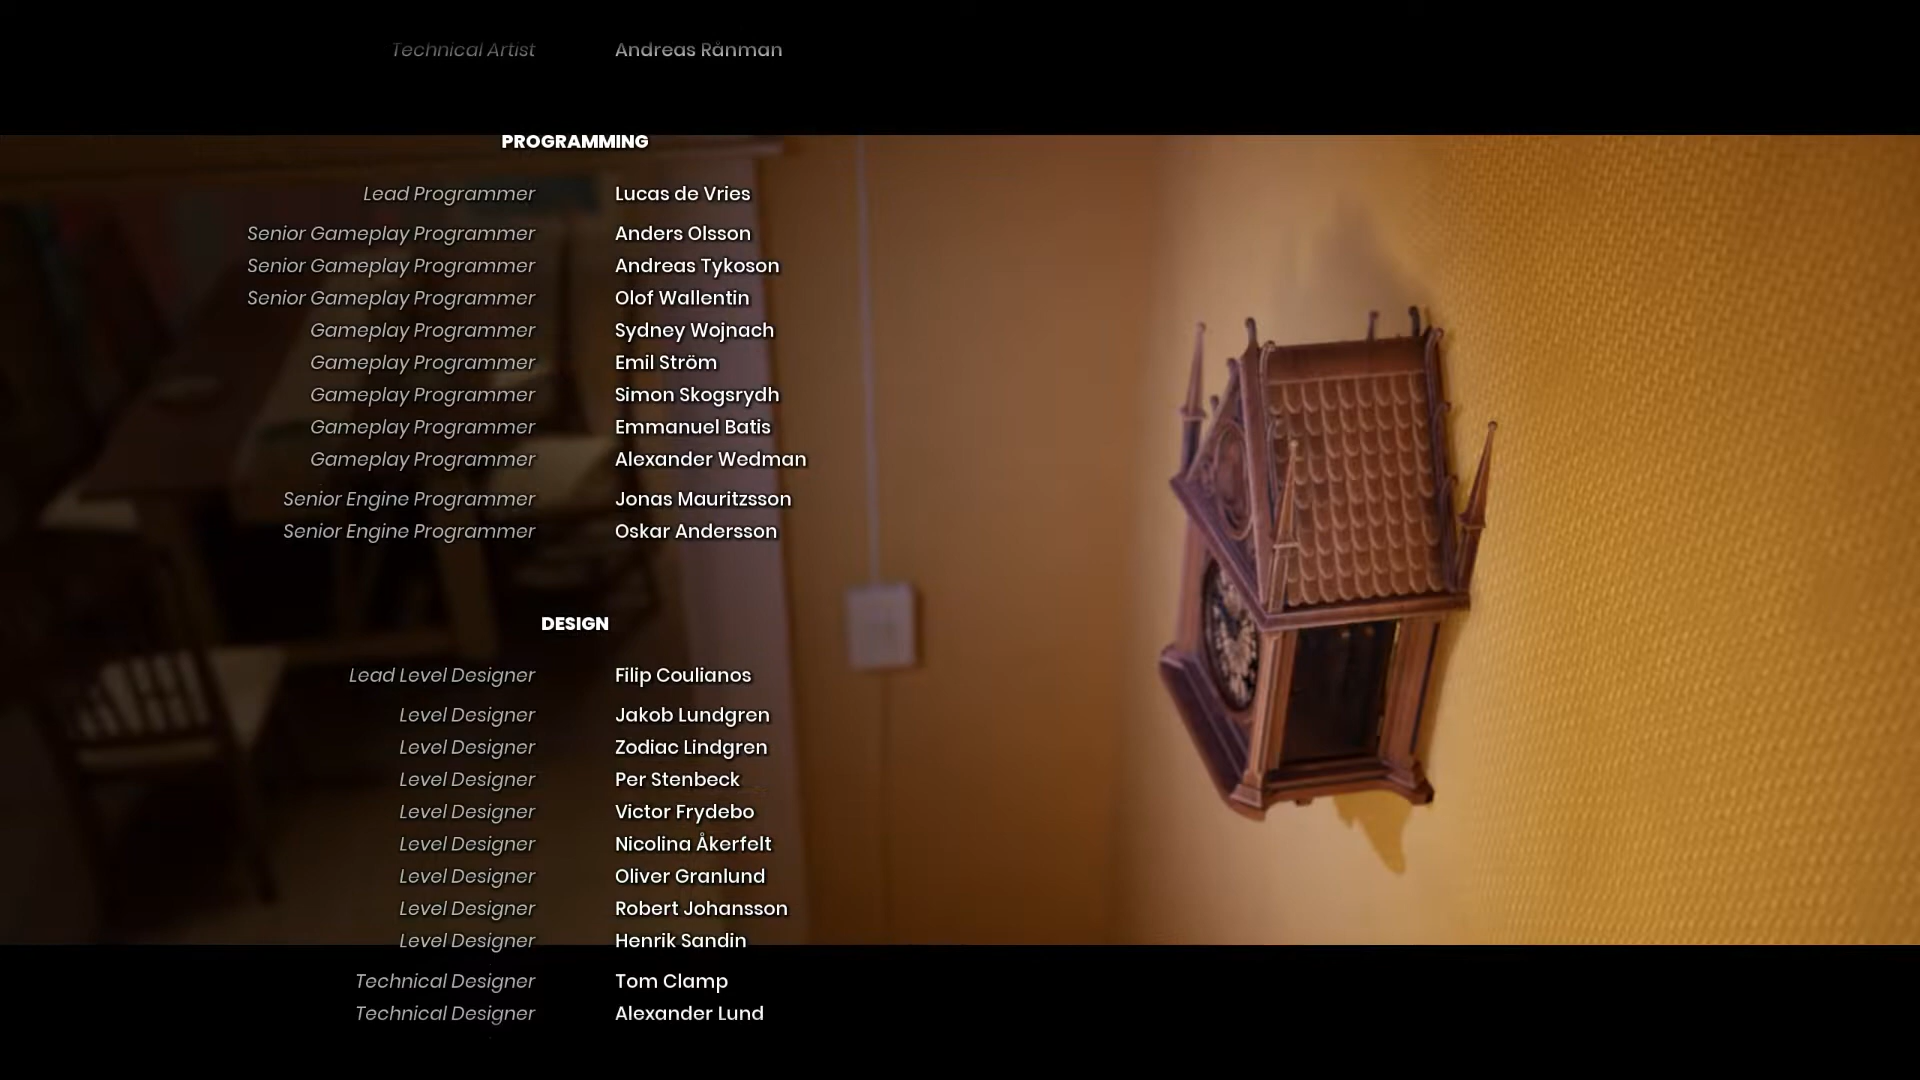 Technical Artist Andreas Rånman
PROGRAMMING
Lead Programmer Lucas de Vries
Senior Gameplay Programmer Anders Olsson
Senior Gameplay Programmer Andreas Tykoson
Senior Gameplay Programmer Olof Wallentin
Gameplay Programmer Sydney Wojnach
Gameplay Programmer Emil Ström
Gameplay Programmer Simon Skogsrydh
Gameplay Programmer Emmanuel Batis
Gameplay Programmer Alexander Wedman
Senior Engine Programmer Jonas Mauritzsson
Senior Engine Programmer Oskar Andersson
DESIGN
Lead Level Designer Filip Coulianos
Level Designer Jakob Lundgren
Level Designer Zodiac Lindgren
Level Designer Per Stenbeck
Level Designer Victor Frydebo
Level Designer Nicolina Åkerfelt
Level Designer Oliver Granlund
Level Designer Robert Johansson
Level Designer Henrik Sandin
Technical Designer Tom Clamp
Technical Designer Alexander Lund